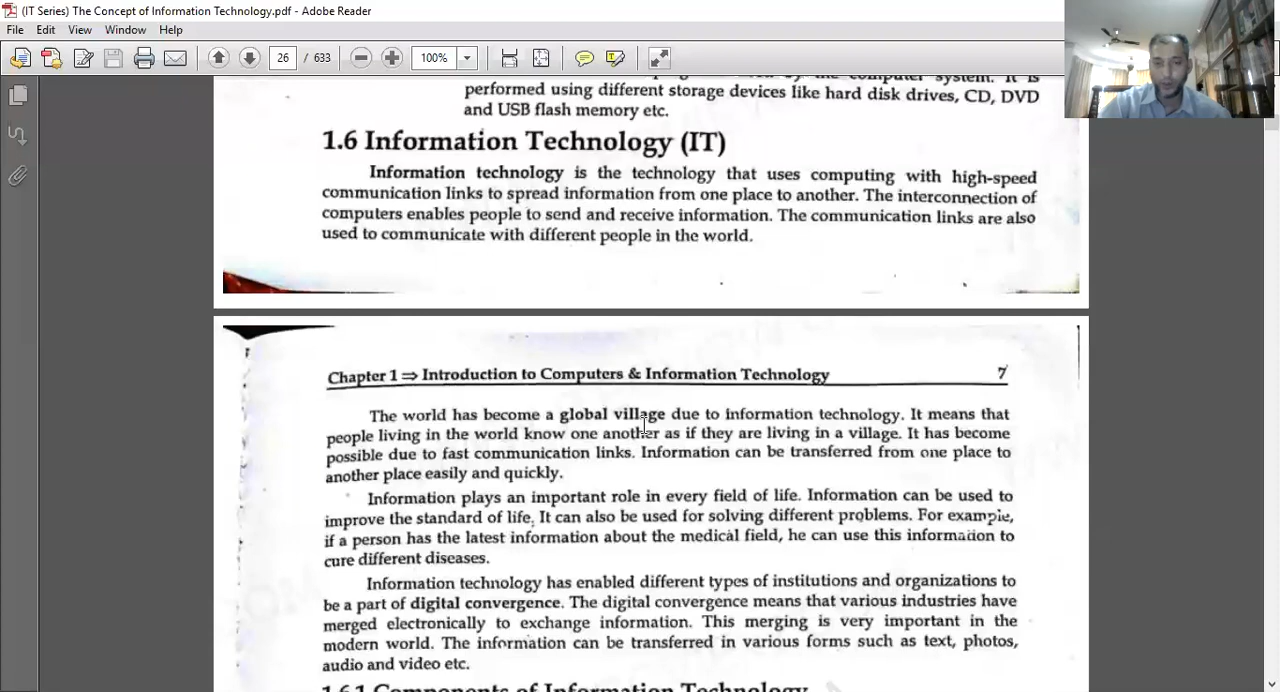 (IT Series) The Concept of Information Technology.pdf - Adobe Reader
File Edit View Window Help
26 / 633 100%
computer system. It is
performed using different storage devices like hard disk drives, CD, DVD
and USB flash memory etc.
1.6 Information Technology (IT)
Information technology is the technology that uses computing with high-speed
communication links to spread information from one place to another. The interconnection of
computers enables people to send and receive information. The communication links are also
used to communicate with different people in the world.
Chapter 1 ⇒ Introduction to Computers & Information Technology 7
The world has become a global village due to information technology. It means that
people living in the world know one another as if they are living in a village. It has become
possible due to fast communication links. Information can be transferred from one place to
another place easily and quickly.
Information plays an important role in every field of life. Information can be used to
improve the standard of life. It can also be used for solving different problems. For example,
if a person has the latest information about the medical field, he can use this information to
cure different diseases.
Information technology has enabled different types of institutions and organizations to
be a part of digital convergence. The digital convergence means that various industries have
merged electronically to exchange information. This merging is very important in the
modern world. The information can be transferred in various forms such as text, photos,
audio and video etc.
1.6.1 Components of Information Technology